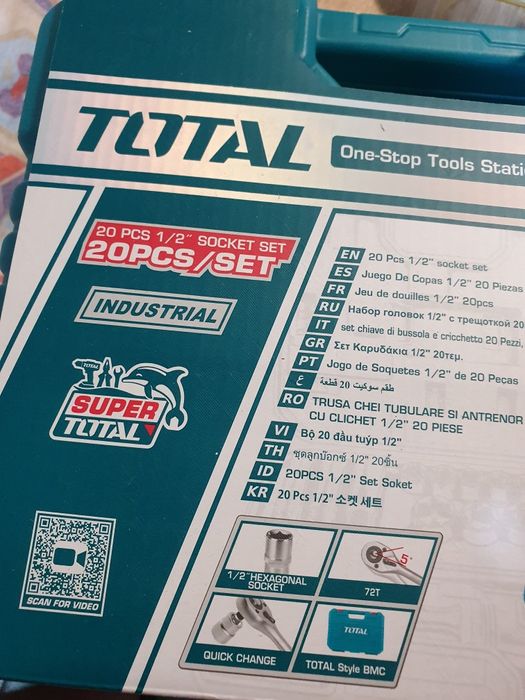 TOTAL
One-Stop Tools
20 PCS 1/2" SOCKET SET
20PCS/SET
INDUSTRIAL
TOTAL
SUPER
TOTAL
SCAN FOR VIDEO
EN 20 Pcs 1/2" socket set
ES Juego De Copas 1/2" 20 Piezas
FR Jeu de douilles 1/2" 20pcs
RU Набор головок 1/2" с трещоткой 20
IT set chiave di bussola e cricchetto 20 Pezzi,
GR Σετ Καρυδάκια 1/2" 20τεμ.
PT Jogo de Soquetes 1/2" de 20 Pecas
ع طقم سوكيت 20 قطعة
RO TRUSA CHEI TUBULARE SI ANTRENOR
CU CLICHET 1/2" 20 PIESE
VI Bộ 20 đầu tuýp 1/2"
TH ชุดลูกบ๊อกซ์ 1/2" 20ชิ้น
ID 20PCS 1/2" Set Soket
KR 20 Pcs 1/2" 소켓 세트
1/2"HEXAGONAL
SOCKET
5°
72T
QUICK CHANGE
TOTAL
TOTAL Style BMC